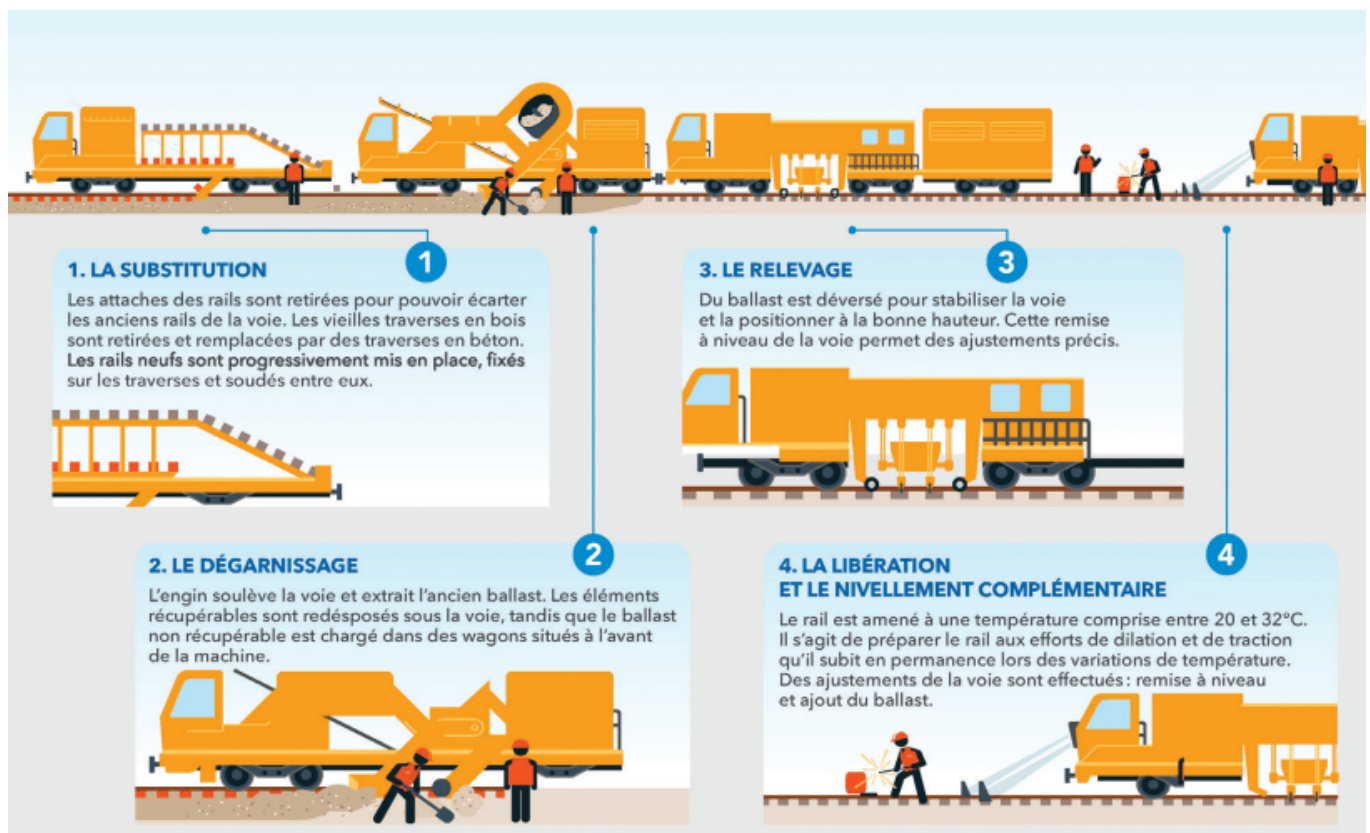 1
1. LA SUBSTITUTION
Les attaches des rails sont retirées pour pouvoir écarter
les anciens rails de la voie. Les vieilles traverses en bois
sont retirées et remplacées par des traverses en béton.
Les rails neufs sont progressivement mis en place, fixés
sur les traverses et soudés entre eux.
2
2. LE DÉGARNISSAGE
L'engin soulève la voie et extrait l'ancien ballast. Les éléments
récupérables sont redésposés sous la voie, tandis que le ballast
non récupérable est chargé dans des wagons situés à l'avant
de la machine.
3
3. LE RELEVAGE
Du ballast est déversé pour stabiliser la voie
et la positionner à la bonne hauteur. Cette remise
à niveau de la voie permet des ajustements précis.
4
4. LA LIBÉRATION
ET LE NIVELLEMENT COMPLÉMENTAIRE
Le rail est amené à une température comprise entre 20 et 32°C.
Il s'agit de préparer le rail aux efforts de dilation et de traction
qu'il subit en permanence lors des variations de température.
Des ajustements de la voie sont effectués : remise à niveau
et ajout du ballast.